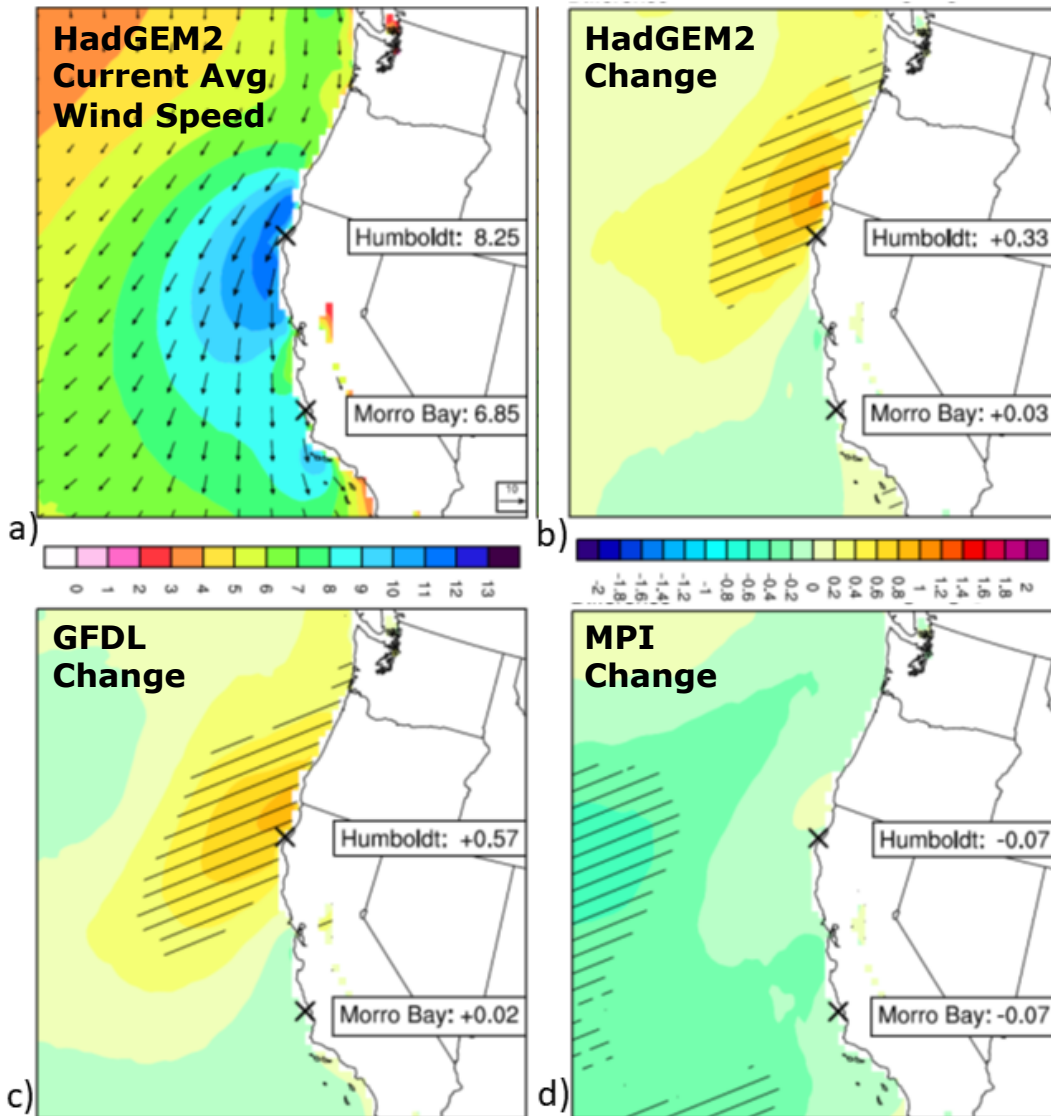 HadGEM2
Current Avg
Wind Speed
Humboldt: 8.25
Morro Bay: 6.85
10
a)
HadGEM2
Change
Humboldt: +0.33
Morro Bay: +0.03
b)
0 1 2 3 4 5 6 7 8 9 10 11 12 13
-2 -1.8 -1.6 -1.4 -1.2 -1 -0.8 -0.6 -0.4 -0.2 0 0.2 0.4 0.6 0.8 1 1.2 1.4 1.6 1.8 2
GFDL
Change
Humboldt: +0.57
Morro Bay: +0.02
c)
MPI
Change
Humboldt: -0.07
Morro Bay: -0.07
d)